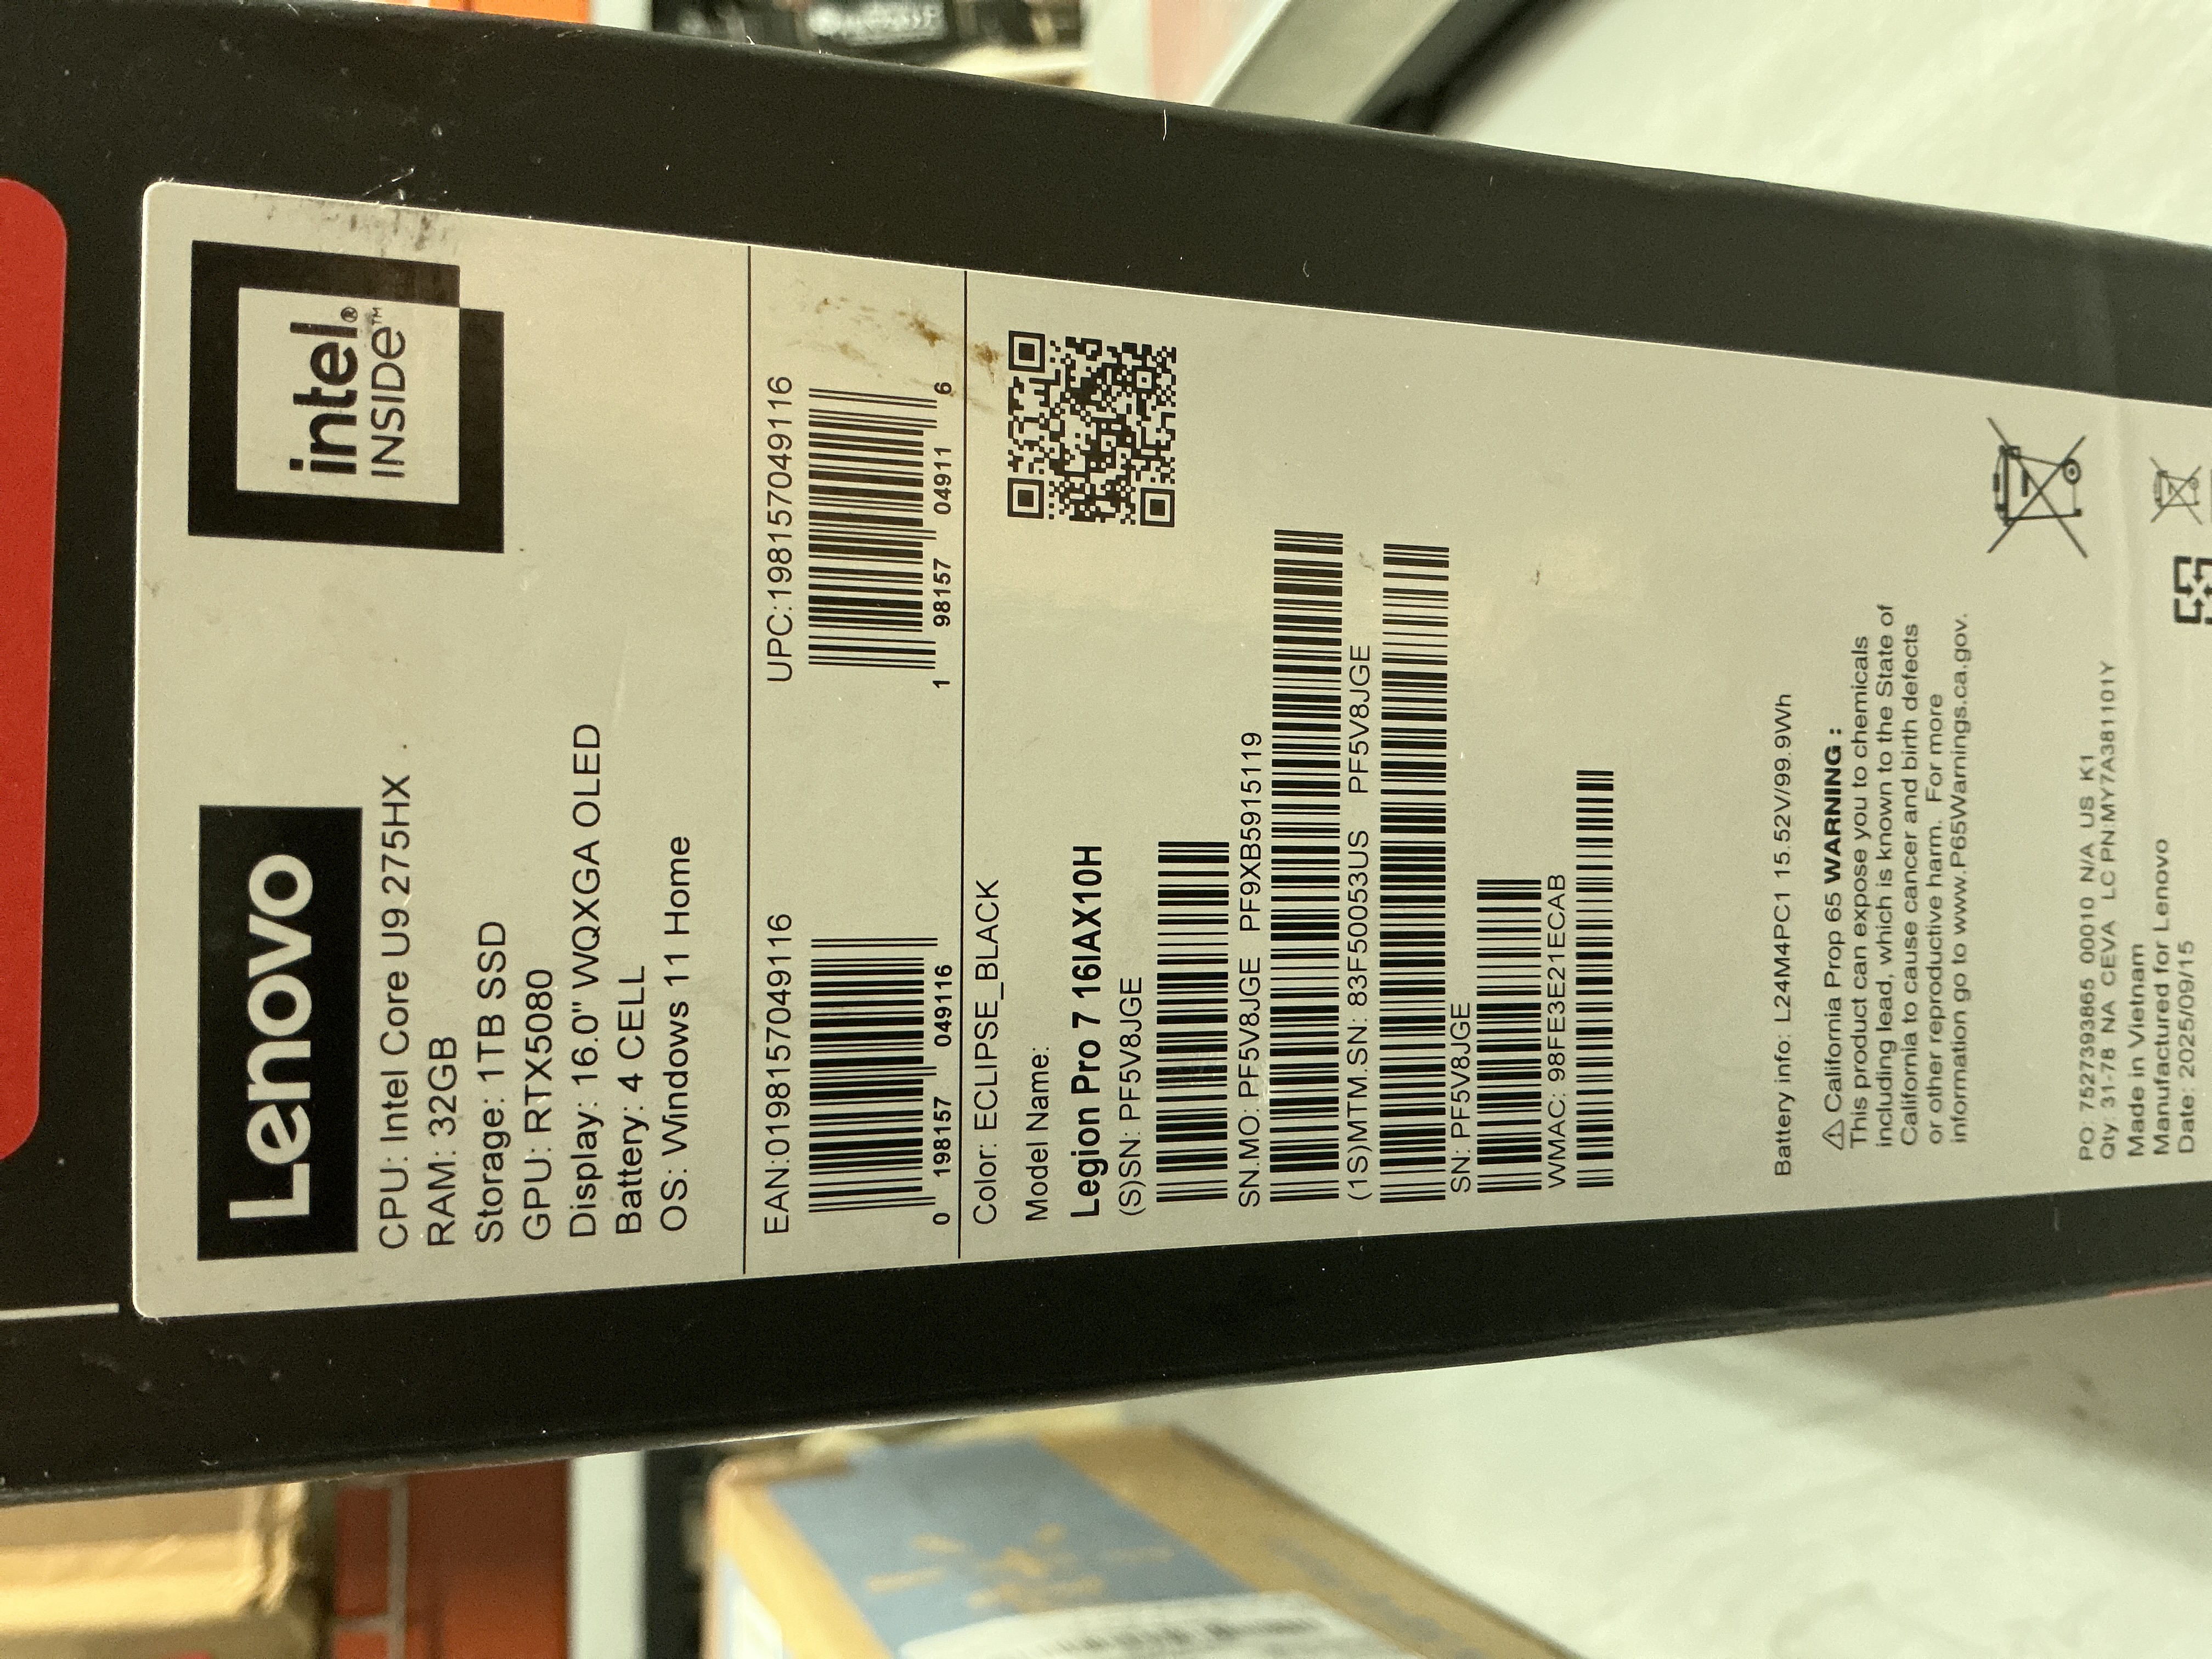 Lenovo
intel®
INSIDE™
CPU: Intel Core U9 275HX
RAM: 32GB
Storage: 1TB SSD
GPU: RTX5080
Display: 16.0" WQXGA OLED
Battery: 4 CELL
OS: Windows 11 Home
EAN:0198157049116
0 198157 049116
UPC:198157049116
1 98157 04911 6
Color: ECLIPSE_BLACK
Model Name:
Legion Pro 7 16IAX10H
(S)SN: PF5V8JGE
SN.MO: PF5V8JGE PF9XB5915119
(1S)MTM.SN: 83F50053US PF5V8JGE
SN: PF5V8JGE
WMAC: 98FE3E21ECAB
Battery info: L24M4PC1 15.52V/99.9Wh
⚠ California Prop 65 WARNING :
This product can expose you to chemicals
including lead, which is known to the State of
California to cause cancer and birth defects
or other reproductive harm. For more
information go to www.P65Warnings.ca.gov.
PO: 7527393865 000010 N/A US K1
Qty: 31-78 NA CEVA LC PN:MY7A381101Y
Made in Vietnam
Manufactured for Lenovo
Date: 2025/09/15